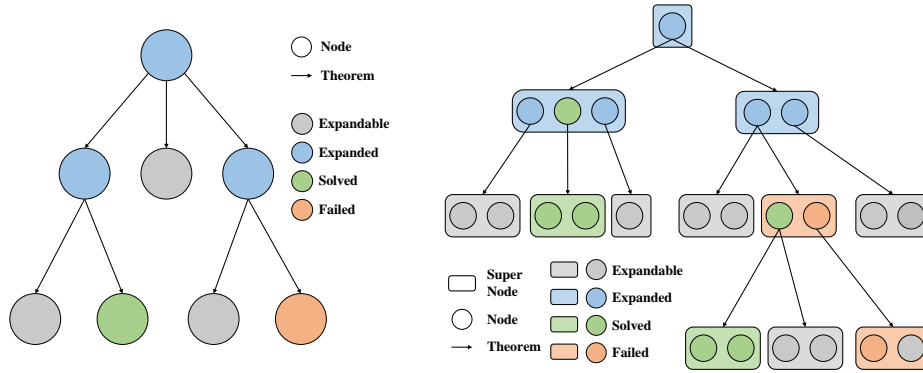 Node
Theorem
Expandable
Expanded
Solved
Failed
Super
Node
Node
Theorem
Expandable
Expanded
Solved
Failed